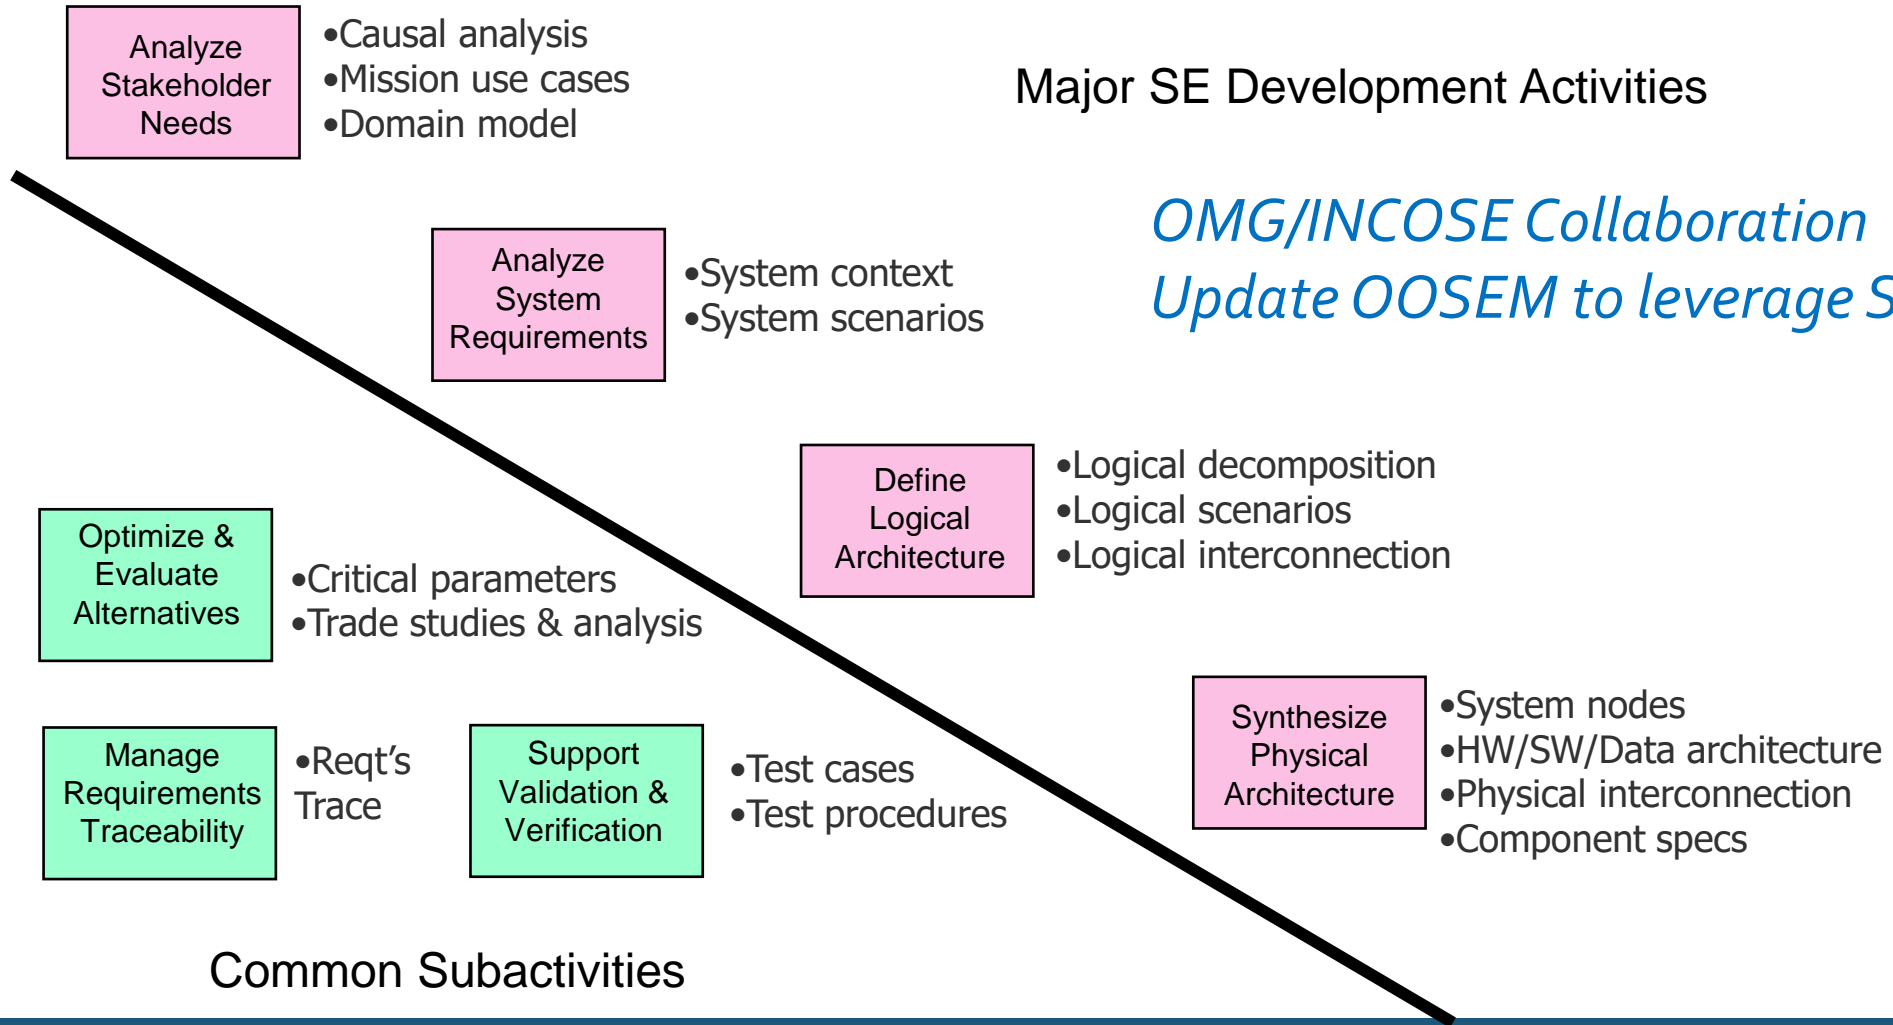 Analyze
Stakeholder
Needs
•Causal analysis
•Mission use cases
•Domain model
Major SE Development Activities
OMG/INCOSE Collaboration
Update OOSEM to leverage
Analyze
System
Requirements
•System context
•System scenarios
Define
Logical
Architecture
•Logical decomposition
•Logical scenarios
•Logical interconnection
Optimize &
Evaluate
Alternatives
•Critical parameters
•Trade studies & analysis
Synthesize
Physical
Architecture
•System nodes
•HW/SW/Data architecture
•Physical interconnection
•Component specs
Manage
Requirements
Traceability
•Reqt’s
Trace
Support
Validation &
Verification
•Test cases
•Test procedures
Common Subactivities